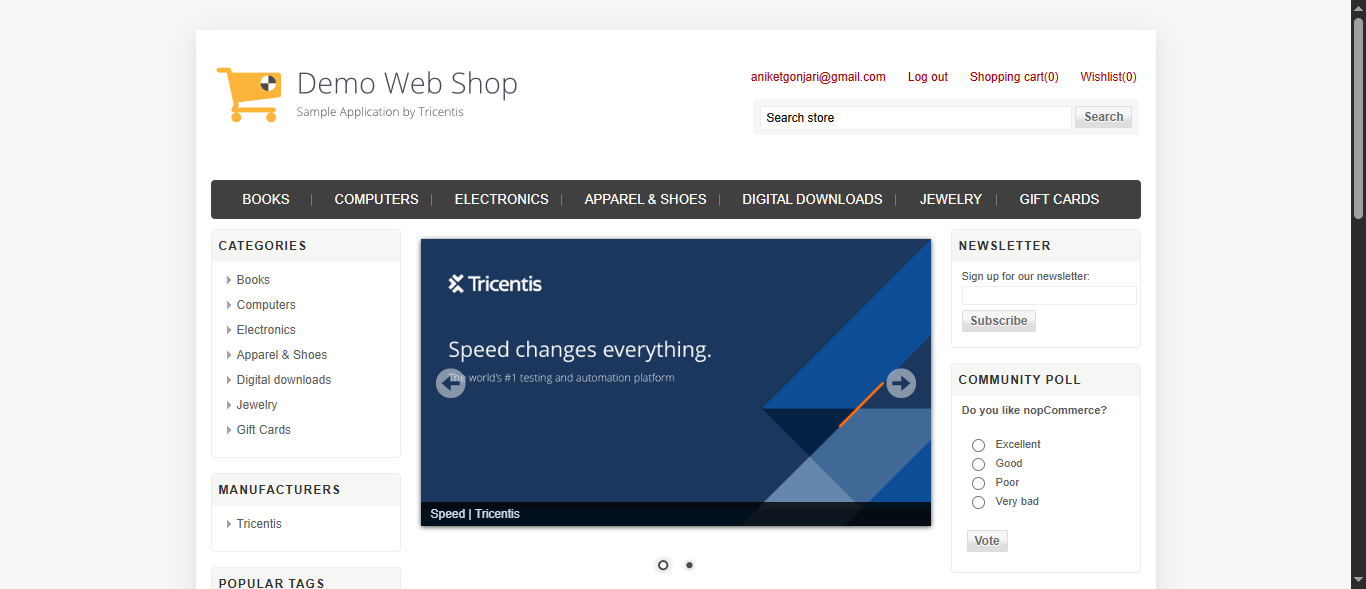 Demo Web Shop
Sample Application by Tricentis
aniketgonjari@gmail.com Log out Shopping cart(0) Wishlist(0)
Search store Search
BOOKS COMPUTERS ELECTRONICS APPAREL & SHOES DIGITAL DOWNLOADS JEWELRY GIFT CARDS
CATEGORIES
Books
Computers
Electronics
Apparel & Shoes
Digital downloads
Jewelry
Gift Cards
MANUFACTURERS
Tricentis
POPULAR TAGS
Tricentis
Speed changes everything.
The world's #1 testing and automation platform
Speed | Tricentis
NEWSLETTER
Sign up for our newsletter:
Subscribe
COMMUNITY POLL
Do you like nopCommerce?
Excellent
Good
Poor
Very bad
Vote